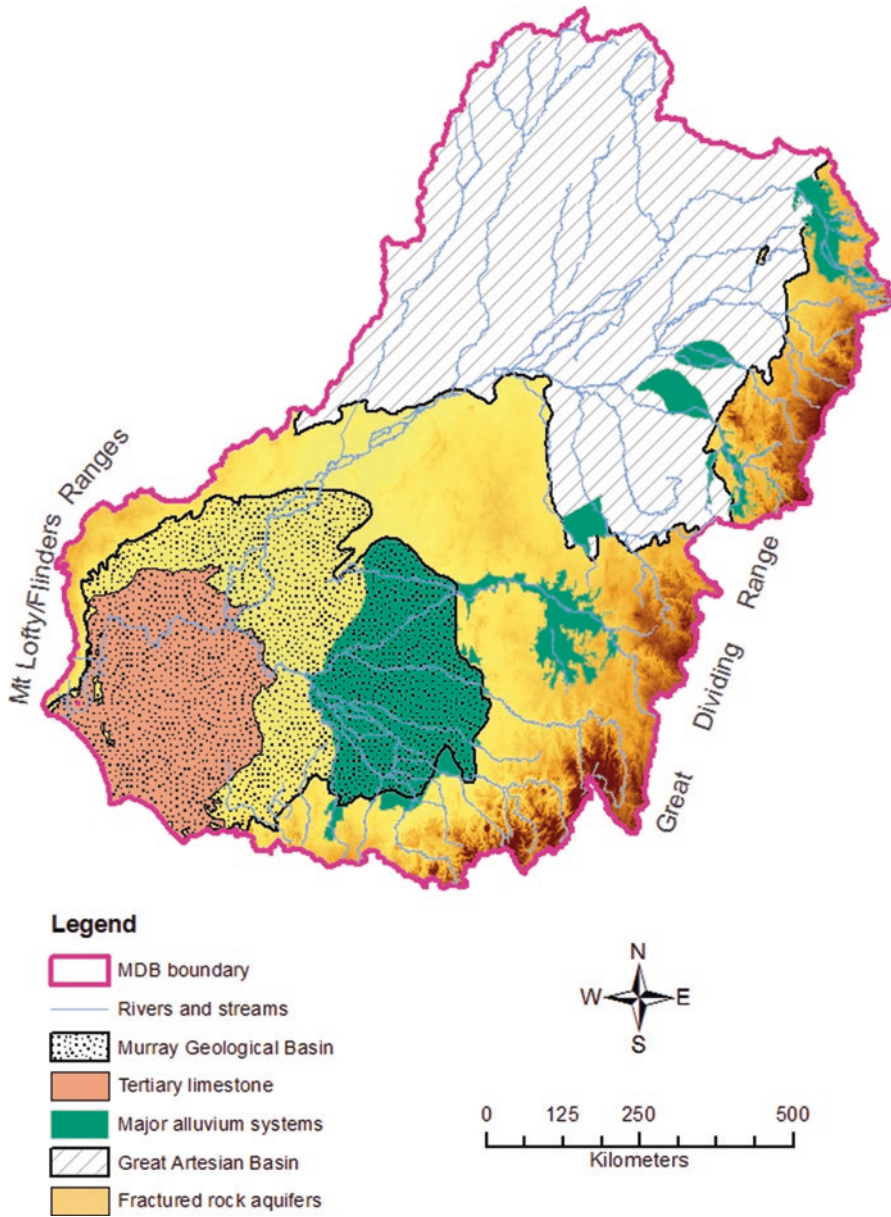 Mt Lofty/Flinders Ranges
Great Dividing Range
Legend
MDB boundary
Rivers and streams
Murray Geological Basin
Tertiary limestone
Major alluvium systems
Great Artesian Basin
Fractured rock aquifers
N
W E
S
0 125 250 500
Kilometers